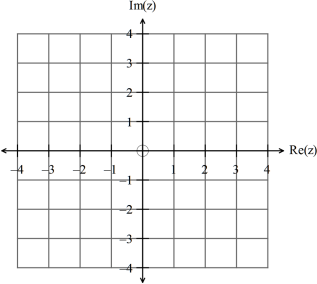 Im(z)
4
3
2
1
Re(z)
–4 –3 –2 –1 1 2 3 4
–1
–2
–3
–4